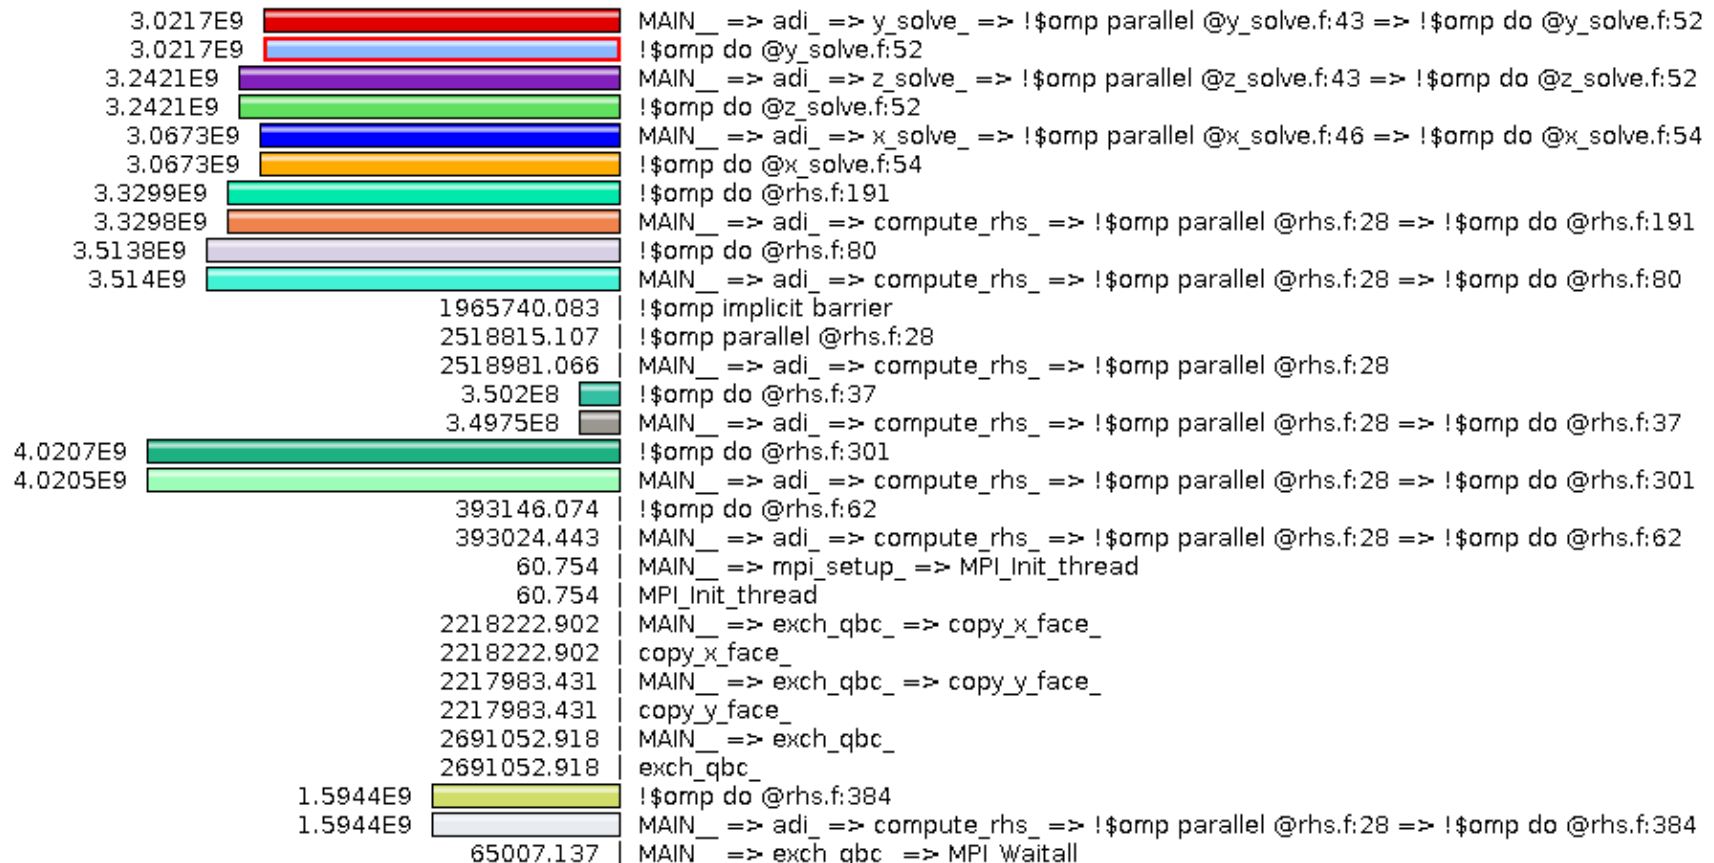 3.0217E9 MAIN__ => adi_ => y_solve_ => !$omp parallel @y_solve.f:43 => !$omp do @y_solve.f:52
3.0217E9 !$omp do @y_solve.f:52
3.2421E9 MAIN__ => adi_ => z_solve_ => !$omp parallel @z_solve.f:43 => !$omp do @z_solve.f:52
3.2421E9 !$omp do @z_solve.f:52
3.0673E9 MAIN__ => adi_ => x_solve_ => !$omp parallel @x_solve.f:46 => !$omp do @x_solve.f:54
3.0673E9 !$omp do @x_solve.f:54
3.3299E9 !$omp do @rhs.f:191
3.3298E9 MAIN__ => adi_ => compute_rhs_ => !$omp parallel @rhs.f:28 => !$omp do @rhs.f:191
3.5138E9 !$omp do @rhs.f:80
3.514E9 MAIN__ => adi_ => compute_rhs_ => !$omp parallel @rhs.f:28 => !$omp do @rhs.f:80
1965740.083 !$omp implicit barrier
2518815.107 !$omp parallel @rhs.f:28
2518981.066 MAIN__ => adi_ => compute_rhs_ => !$omp parallel @rhs.f:28
3.502E8 !$omp do @rhs.f:37
3.4975E8 MAIN__ => adi_ => compute_rhs_ => !$omp parallel @rhs.f:28 => !$omp do @rhs.f:37
4.0207E9 !$omp do @rhs.f:301
4.0205E9 MAIN__ => adi_ => compute_rhs_ => !$omp parallel @rhs.f:28 => !$omp do @rhs.f:301
393146.074 !$omp do @rhs.f:62
393024.443 MAIN__ => adi_ => compute_rhs_ => !$omp parallel @rhs.f:28 => !$omp do @rhs.f:62
60.754 MAIN__ => mpi_setup_ => MPI_Init_thread
60.754 MPI_Init_thread
2218222.902 MAIN__ => exch_qbc_ => copy_x_face_
2218222.902 copy_x_face_
2217983.431 MAIN__ => exch_qbc_ => copy_y_face_
2217983.431 copy_y_face_
2691052.918 MAIN__ => exch_qbc_
2691052.918 exch_qbc_
1.5944E9 !$omp do @rhs.f:384
1.5944E9 MAIN__ => adi_ => compute_rhs_ => !$omp parallel @rhs.f:28 => !$omp do @rhs.f:384
65007.137 MAIN__ => exch_qbc_ => MPI_Waitall